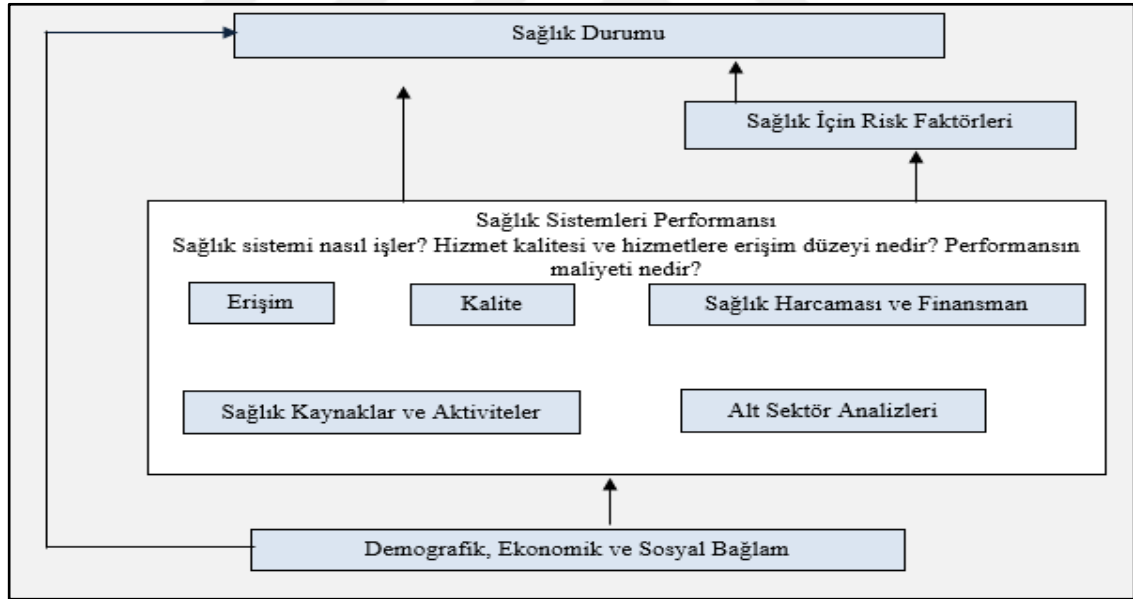 Sağlık Durumu
Sağlık İçin Risk Faktörleri
Sağlık Sistemleri Performansı
Sağlık sistemi nasıl işler? Hizmet kalitesi ve hizmetlere erişim düzeyi nedir? Performansın
maliyeti nedir?
Erişim
Kalite
Sağlık Harcaması ve Finansman
Sağlık Kaynaklar ve Aktiviteler
Alt Sektör Analizleri
Demografik, Ekonomik ve Sosyal Bağlam